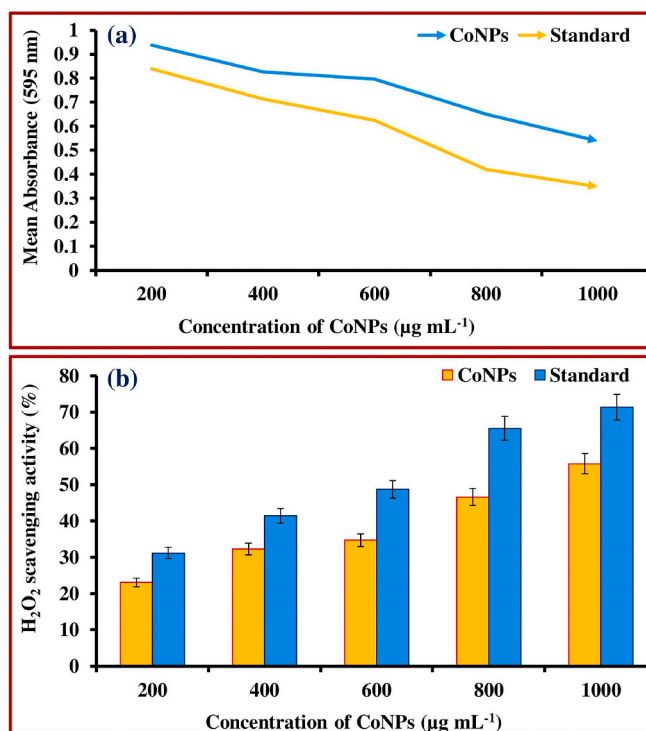 (a)
CoNPs Standard
Mean Absorbance (595 nm)
1
0.9
0.8
0.7
0.6
0.5
0.4
0.3
0.2
0.1
0
200 400 600 800 1000
Concentration of CoNPs (µg mL⁻¹)
(b)
CoNPs Standard
H₂O₂ scavenging activity (%)
80
70
60
50
40
30
20
10
0
200 400 600 800 1000
Concentration of CoNPs (µg mL⁻¹)